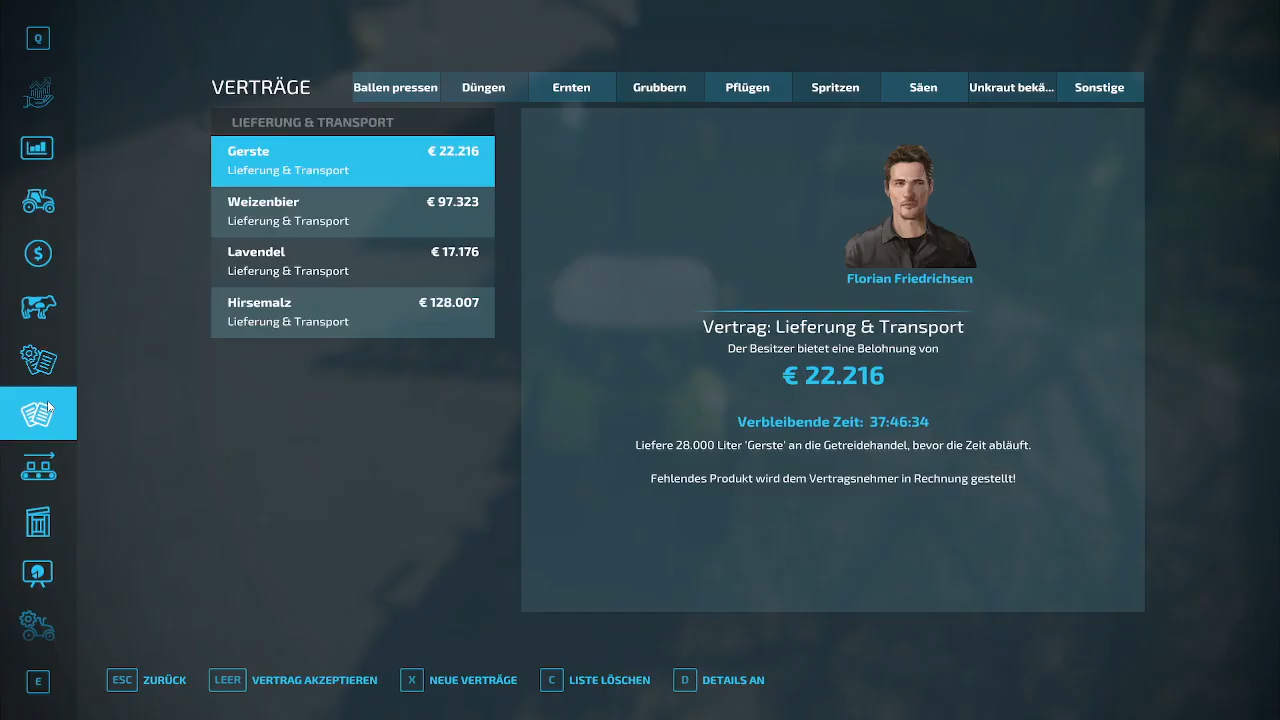 Q
VERTRÄGE
Ballen pressen
Düngen
Ernten
Grubbern
Pflügen
Spritzen
Säen
Unkraut bekä...
Sonstige
LIEFERUNG & TRANSPORT
Gerste € 22.216
Lieferung & Transport
Weizenbier € 97.323
Lieferung & Transport
Lavendel € 17.176
Lieferung & Transport
Hirsemalz € 128.007
Lieferung & Transport
Florian Friedrichsen
Vertrag: Lieferung & Transport
Der Besitzer bietet eine Belohnung von
€ 22.216
Verbleibende Zeit: 37:46:34
Liefere 28.000 Liter 'Gerste' an die Getreidehandel, bevor die Zeit abläuft.
Fehlendes Produkt wird dem Vertragsnehmer in Rechnung gestellt!
E
ESC ZURÜCK
LEER VERTRAG AKZEPTIEREN
X NEUE VERTRÄGE
C LISTE LÖSCHEN
D DETAILS AN